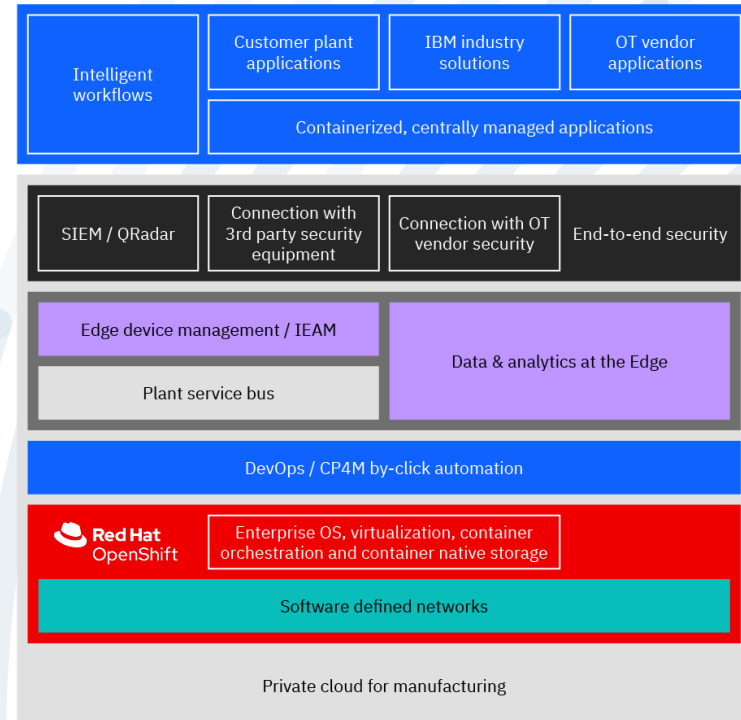 Intelligent
workflows
Customer plant
applications
IBM industry
solutions
OT vendor
applications
Containerized, centrally managed applications
SIEM / QRadar
Connection with
3rd party security
equipment
Connection with OT
vendor security
End-to-end security
Edge device management / IEAM
Plant service bus
Data & analytics at the Edge
DevOps / CP4M by-click automation
Red Hat
OpenShift
Enterprise OS, virtualization, container
orchestration and container native storage
Software defined networks
Private cloud for manufacturing